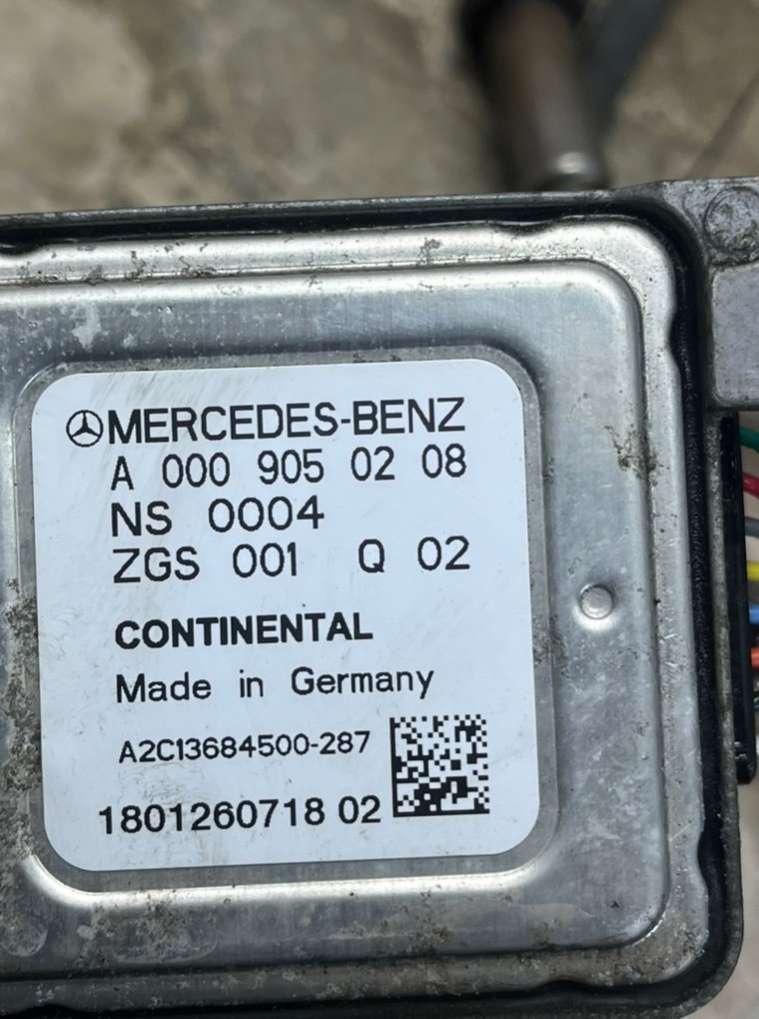 MERCEDES-BENZ
A 000 905 02 08
NS 0004
ZGS 001 Q 02
CONTINENTAL
Made in Germany
A2C13684500-287
1801260718 02